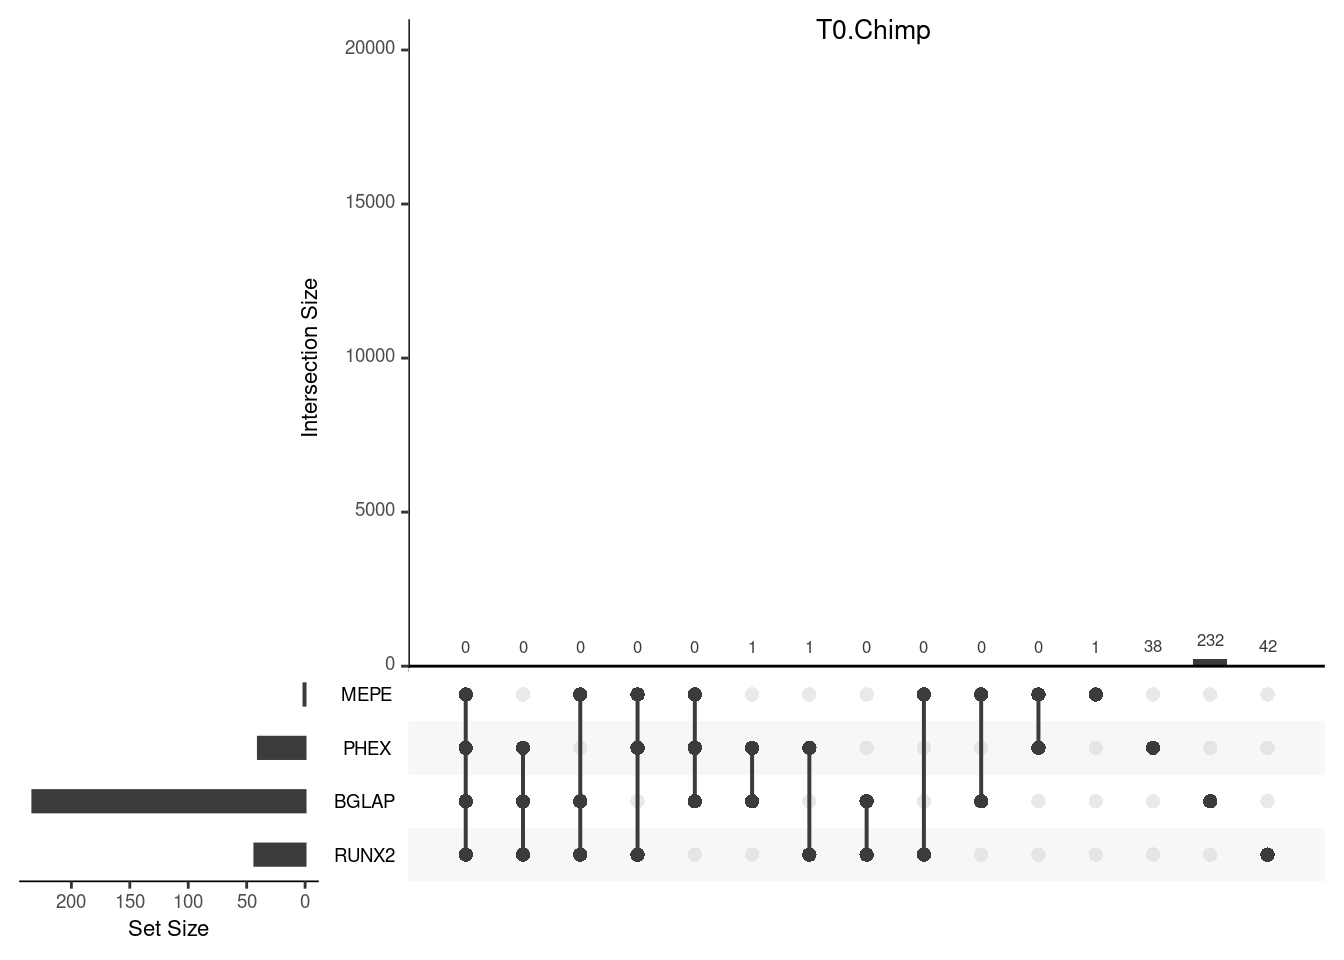 T0.Chimp
20000
15000
10000
5000
0
Intersection Size
0 0 0 0 0 1 1 0 0 0 0 1 38 232 42
MEPE
PHEX
BGLAP
RUNX2
200 150 100 50 0
Set Size